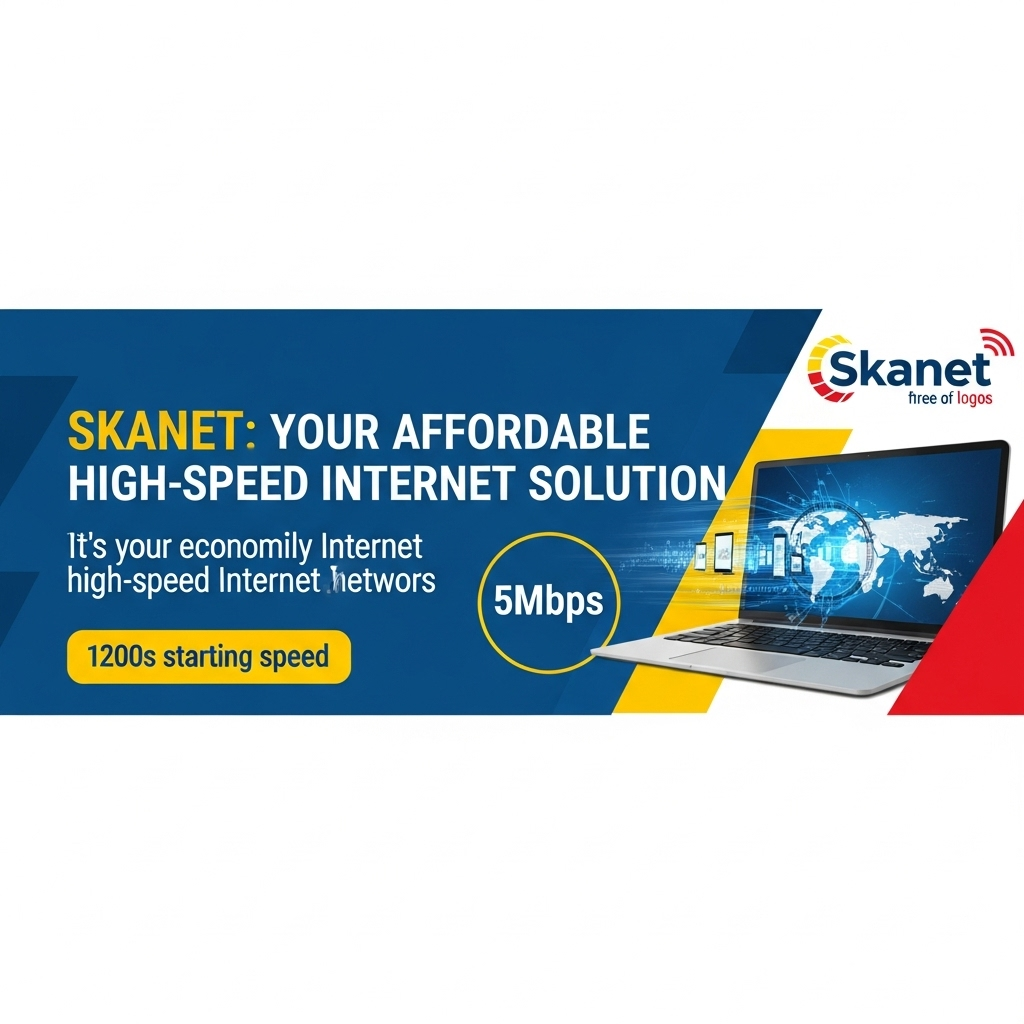 Skanet
free of logos
SKANET: YOUR AFFORDABLE
HIGH-SPEED INTERNET SOLUTION
It's your economily Internet
high-speed Internet networs
5Mbps
1200s starting speed